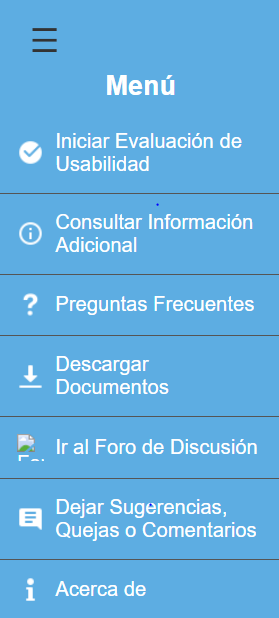 Menú
Iniciar Evaluación de
Usabilidad
Consultar Información
Adicional
Preguntas Frecuentes
Descargar
Documentos
Ir al Foro de Discusión
Dejar Sugerencias,
Quejas o Comentarios
Acerca de